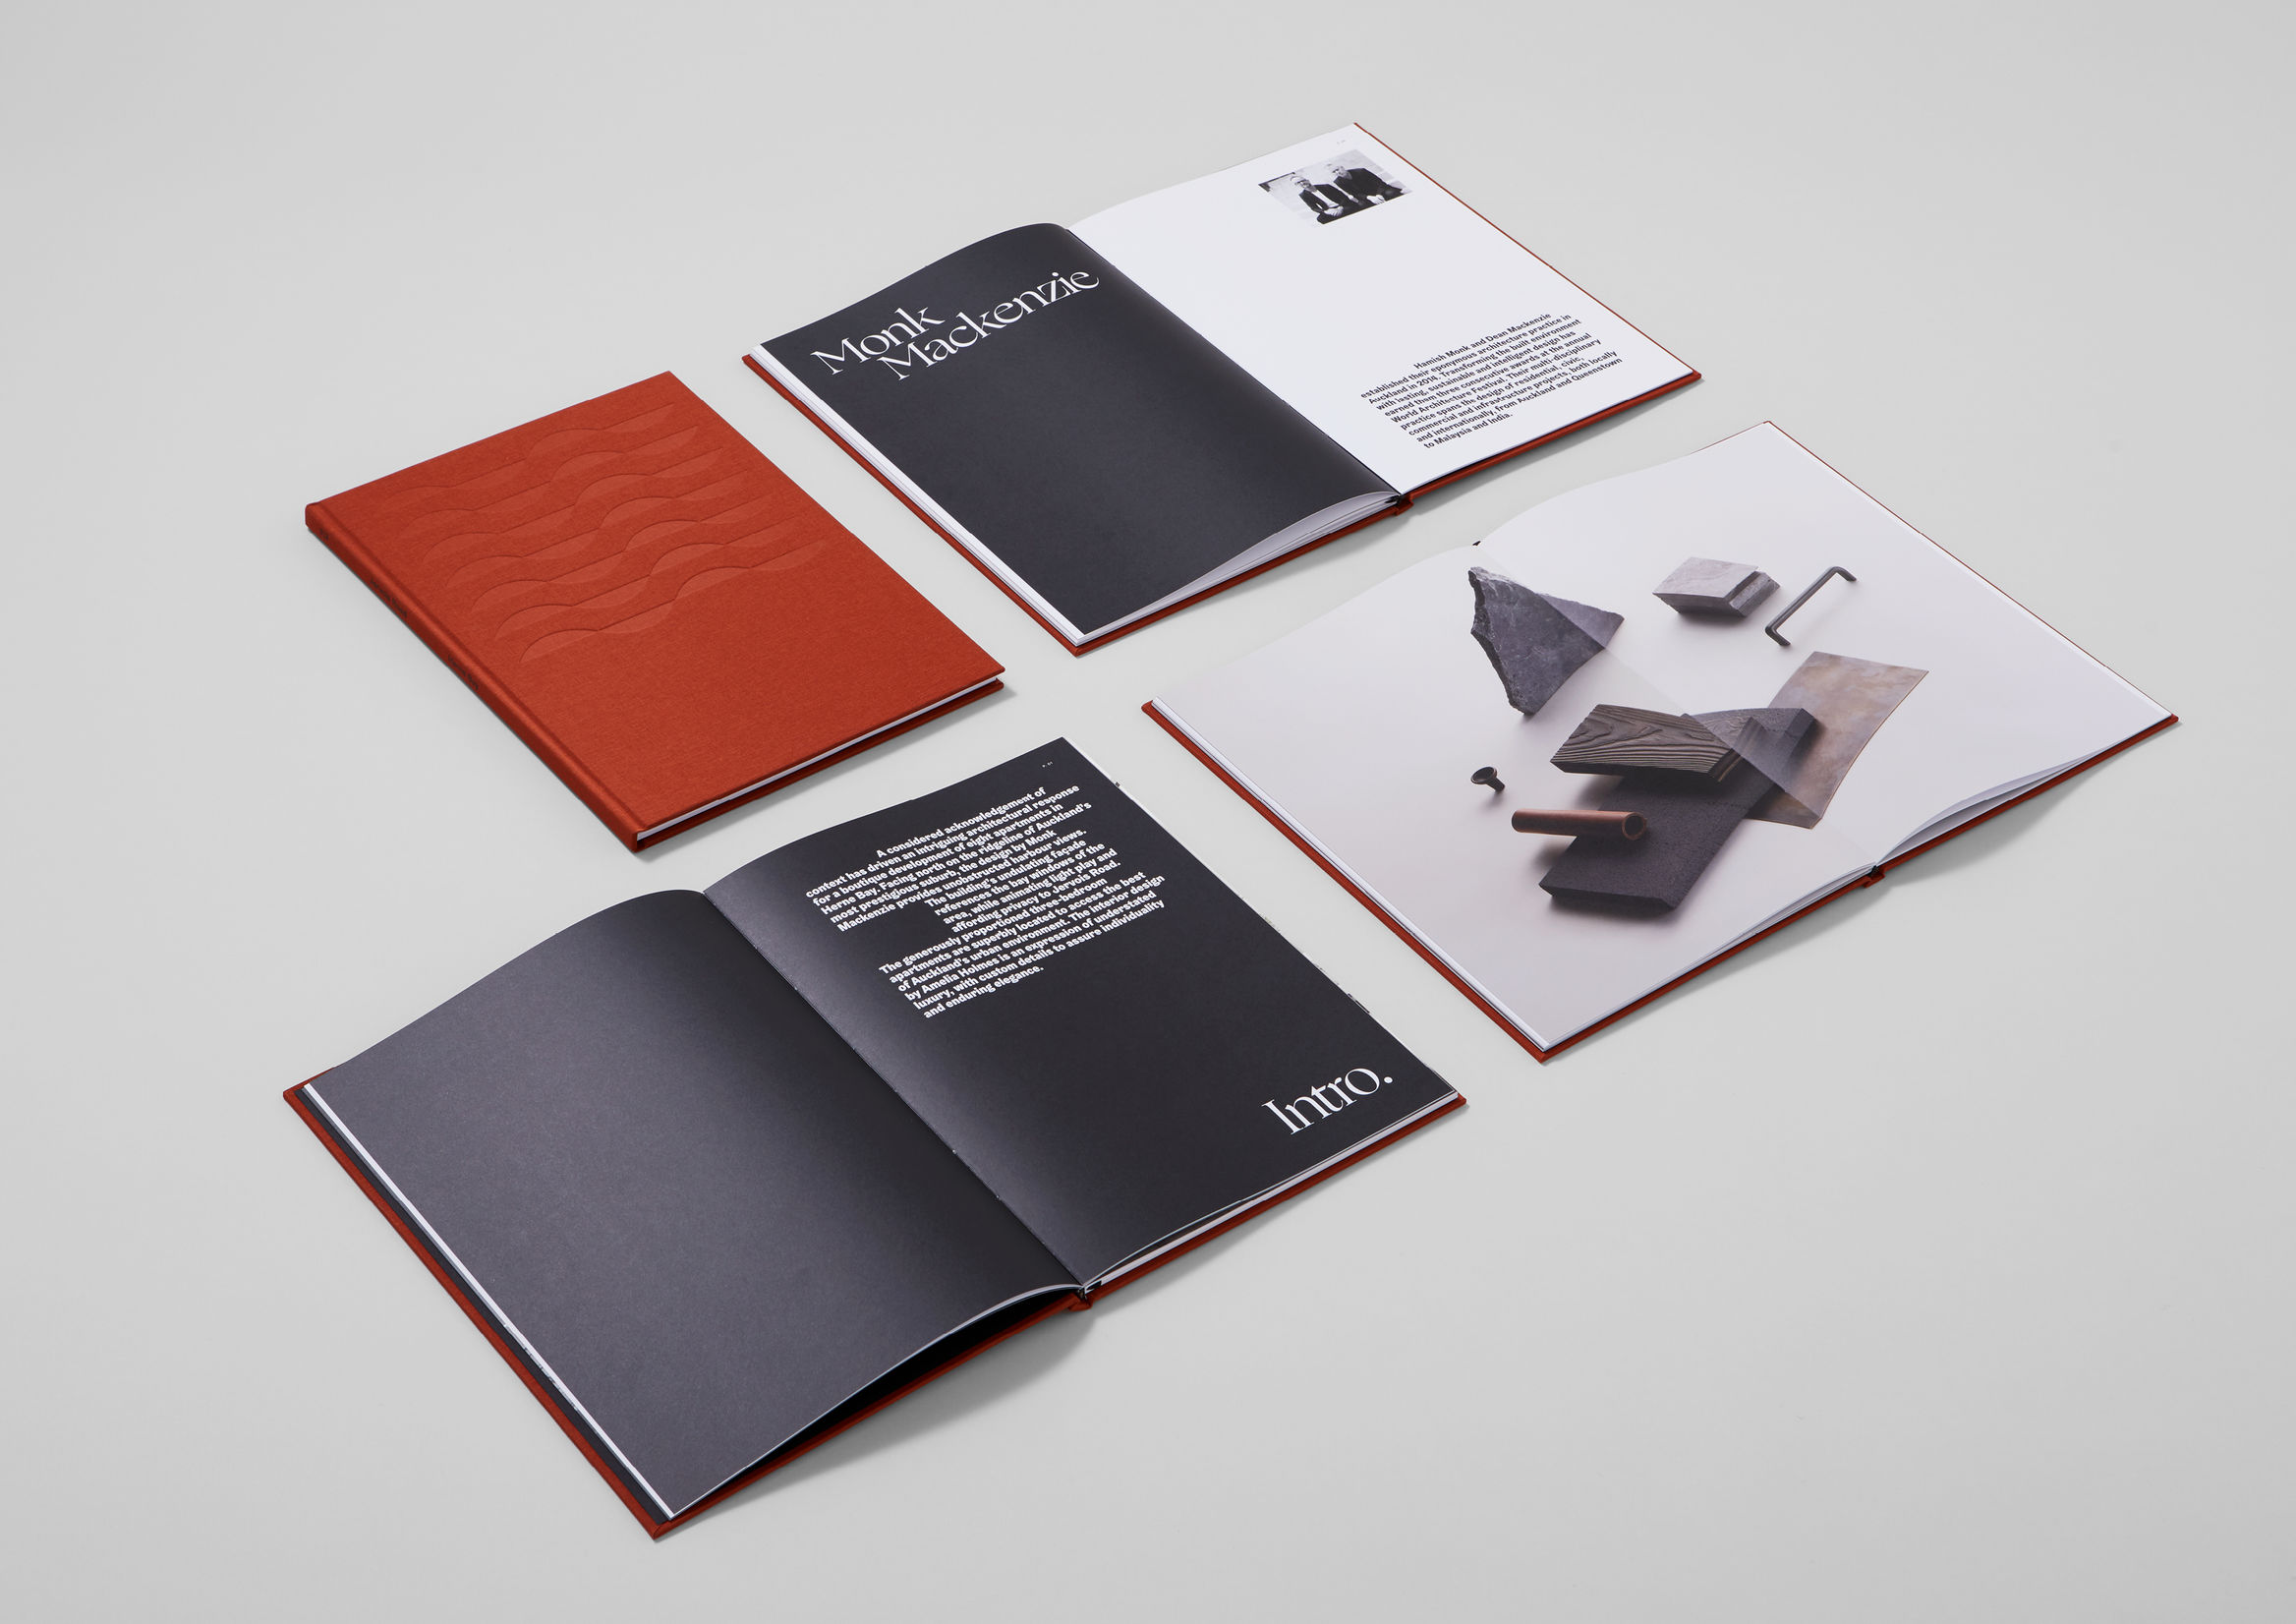 Monk
Mackenzie
Hamish Monk and Dean Mackenzie
established their eponymous architecture practice in
Auckland in 2014. Transforming the built environment
with lasting, sustainable and intelligent design has
earned them three consecutive awards at the annual
World Architecture Festival. Their multi-disciplinary
practice spans the design of residential, civic,
commercial and infrastructure projects, both locally
and internationally, from Auckland and Queenstown
to Malaysia and India.
A considered acknowledgement of
context has driven an intriguing architectural response
for a boutique development of eight apartments in
Herne Bay. Facing north on the ridgeline of Auckland's
most prestigious suburb, the design by Monk
Mackenzie provides unobstructed harbour views.
The building's undulating façade
references the bay windows of the
area, while animating light play and
affording privacy to Jervois Road.
The generously proportioned three-bedroom
apartments are superbly located to access the best
of Auckland's urban environment. The interior design
by Amelia Holmes is an expression of understated
luxury, with custom details to assure individuality
and enduring elegance.
Intro.